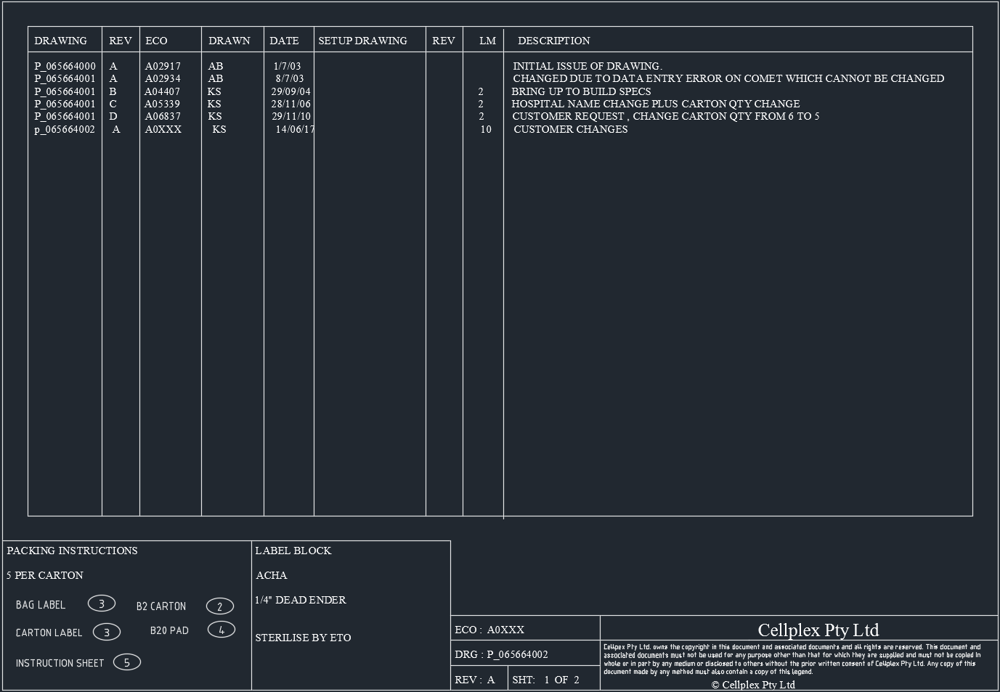 DRAWING REV ECO DRAWN DATE SETUP DRAWING REV LM DESCRIPTION
P_065664000 A A02917 AB 1/7/03 INITIAL ISSUE OF DRAWING.
P_065664001 A A02934 AB 8/7/03 CHANGED DUE TO DATA ENTRY ERROR ON COMET WHICH CANNOT BE CHANGED
P_065664001 B A04407 KS 29/09/04 2 BRING UP TO BUILD SPECS
P_065664001 C A05339 KS 28/11/06 2 HOSPITAL NAME CHANGE PLUS CARTON QTY CHANGE
P_065664001 D A06837 KS 29/11/10 2 CUSTOMER REQUEST , CHANGE CARTON QTY FROM 6 TO 5
p_065664002 A A0XXX KS 14/06/17 10 CUSTOMER CHANGES
PACKING INSTRUCTIONS
5 PER CARTON
BAG LABEL 3 B2 CARTON 2
CARTON LABEL 3 B20 PAD 4
INSTRUCTION SHEET 5
LABEL BLOCK
ACHA
1/4" DEAD ENDER
STERILISE BY ETO
ECO : A0XXX
DRG : P_065664002
REV : A SHT: 1 OF 2
Cellplex Pty Ltd
Cellpex Pty Ltd. owns the copyright in this document and associated documents and all rights are reserved. This document and
associated documents must not be used for any purpose other than that for which they are supplied and must not be copied in
whole or in part by any medium or disclosed to others without the prior written consent of Cellplex Pty Ltd. Any copy of this
document made by any method must also contain a copy of this legend.
© Cellplex Pty Ltd